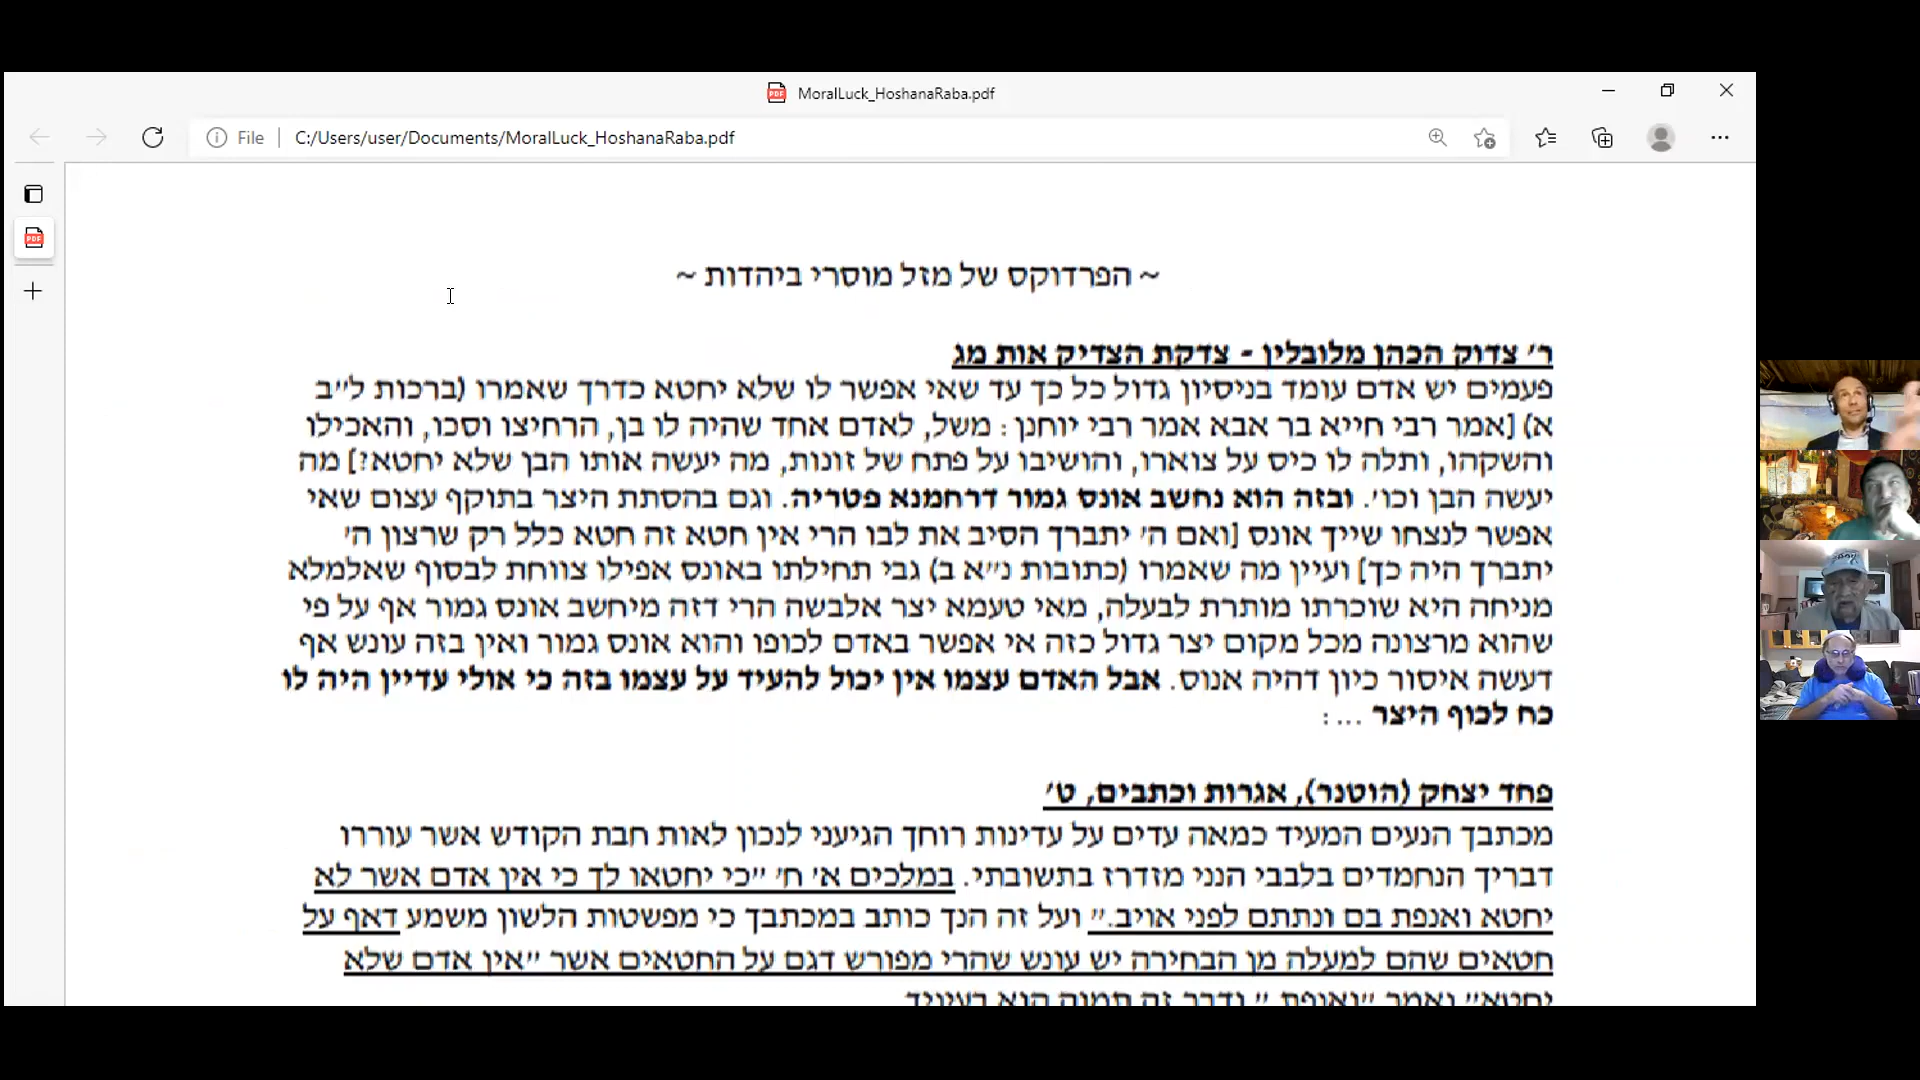 MoralLuck_HoshanaRaba.pdf
File | C:/Users/user/Documents/MoralLuck_HoshanaRaba.pdf
~ הפרדוקס של מזל מוסרי ביהדות ~
ר׳ צדוק הכהן מלובלין - צדקת הצדיק אות מג
פעמים יש אדם עומד בניסיון גדול כל כך עד שאי אפשר לו שלא יחטא כדרך שאמרו (ברכות ל״ב
א) [אמר רבי חייא בר אבא אמר רבי יוחנן: משל, לאדם אחד שהיה לו בן, הרחיצו וסכו, והאכילו
והשקהו, ותלה לו כיס על צוארו, והושיבו על פתח של זונות, מה יעשה אותו הבן שלא יחטא?] מה
יעשה הבן וכו׳. ובזה הוא נחשב אונס גמור דרחמנא פטריה. וגם בהסתת היצר בתוקף עצום שאי
אפשר לנצחו שייך אונס [ואם ה׳ יתברך הסיב את לבו הרי אין חטא זה חטא כלל רק שרצון ה׳
יתברך היה כך] ועיין מה שאמרו (כתובות נ״א ב) גבי תחילתו באונס אפילו צווחת לבסוף שאלמלא
מניחה היא שוכרתו מותרת לבעלה, מאי טעמא יצר אלבשה הרי דזה מיחשב אונס גמור אף על פי
שהוא מרצונה מכל מקום יצר גדול כזה אי אפשר באדם לכופו והוא אונס גמור ואין בזה עונש אף
דעשה איסור כיון דהיה אנוס. אבל האדם עצמו אין יכול להעיד על עצמו בזה כי אולי עדיין היה לו
כח לכוף היצר ... :
פחד יצחק (הוטנר), אגרות וכתבים, ט׳
מכתבך הנעים המעיד כמאה עדים על עדינות רוחך הגיעני לנכון לאות חבת הקודש אשר עוררו
דבריך הנחמדים בלבבי הנני מזדרז בתשובתי. במלכים א׳ ח׳ ״כי יחטאו לך כי אין אדם אשר לא
יחטא ואנפת בם ונתתם לפני אויב.״ ועל זה הנך כותב במכתבך כי מפשטות הלשון משמע דאף על
חטאים שהם למעלה מן הבחירה יש עונש שהרי מפורש דגם על החטאים אשר ״אין אדם שלא
יחטא״ נאמר ״ואנפת.״ ודבר זה תמוה הוא בעיניך